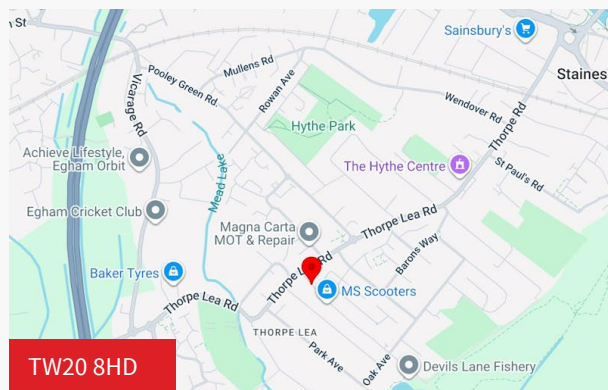 n St
Sainsbury's
Staines
Mullens Rd
Pooley Green Rd
Rowan Ave
Wendover Rd
Vicarage Rd
Thorpe Rd
Hythe Park
Achieve Lifestyle,
Egham Orbit
The Hythe Centre
St Paul's Rd
Mead Lake
Egham Cricket Club
Magna Carta
MOT & Repair
Thorpe Lea Rd
Barons Way
Baker Tyres
Thorpe Lea Rd
MS Scooters
Thorpe Lea Rd
THORPE LEA
Park Ave
Oak Ave
Devils Lane Fishery
TW20 8HD